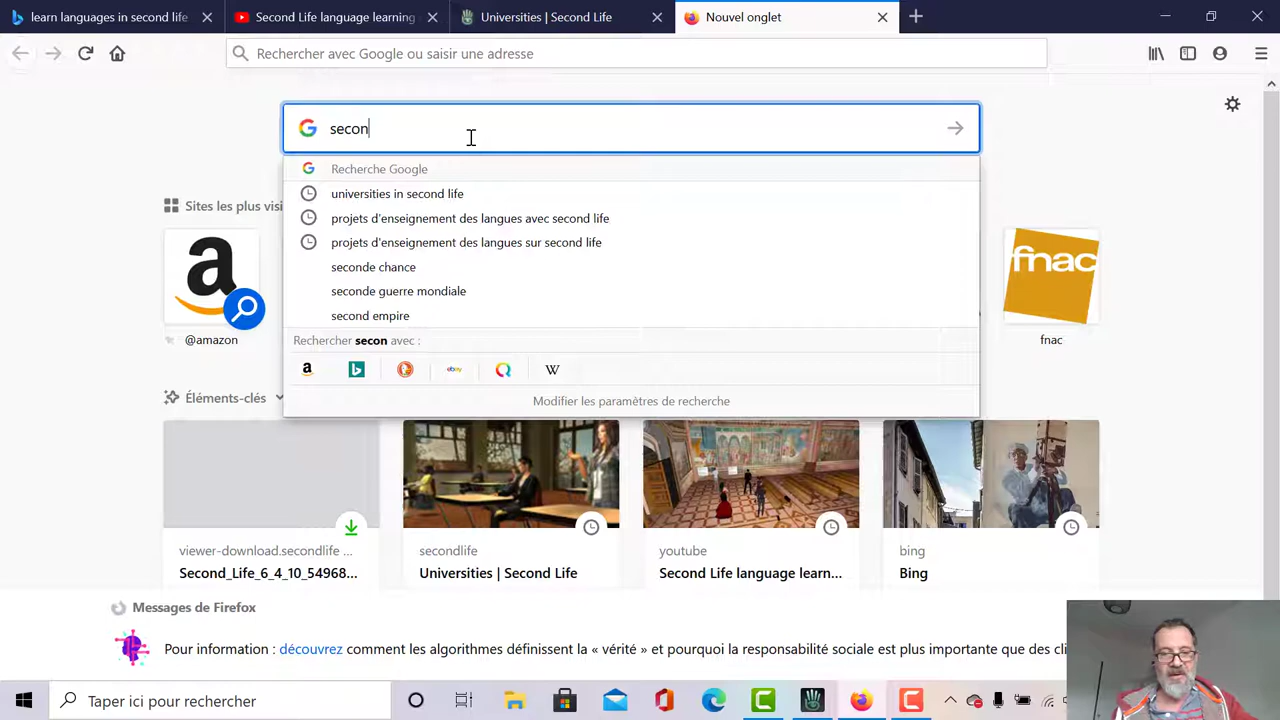 learn languages in second life
Second Life language learning
Universities | Second Life
Nouvel onglet
Rechercher avec Google ou saisir une adresse
secon
Recherche Google
universities in second life
projets d'enseignement des langues avec second life
projets d'enseignement des langues sur second life
seconde chance
seconde guerre mondiale
second empire
Rechercher secon avec :
ebay
W
Modifier les paramètres de recherche
Sites les plus visi
a
@amazon
fnac
fnac
Éléments-clés
viewer-download.secondlife ...
Second_Life_6_4_10_54968...
secondlife
Universities | Second Life
youtube
Second Life language learn...
bing
Bing
Messages de Firefox
Pour information : découvrez comment les algorithmes définissent la « vérité » et pourquoi la responsabilité sociale est plus importante que des cli
Taper ici pour rechercher